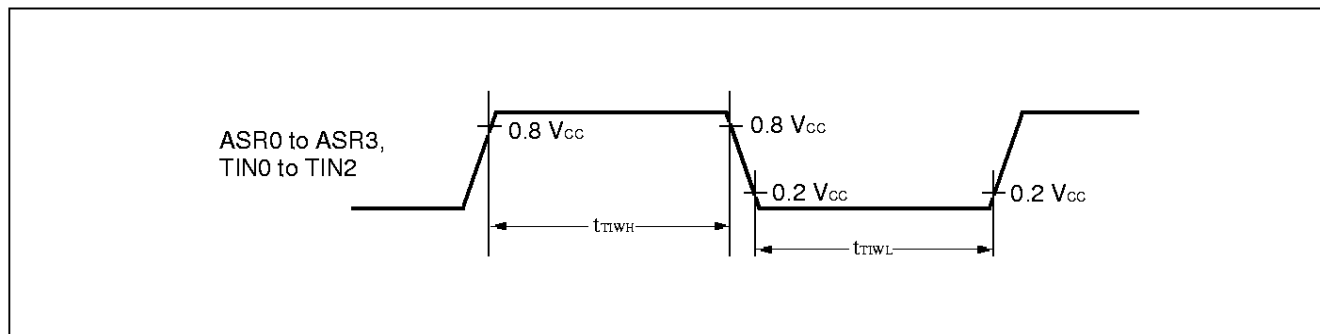 ASR0 to ASR3,
TIN0 to TIN2
0.8 Vcc
0.8 Vcc
0.2 Vcc
0.2 Vcc
tTIWH
tTIWL